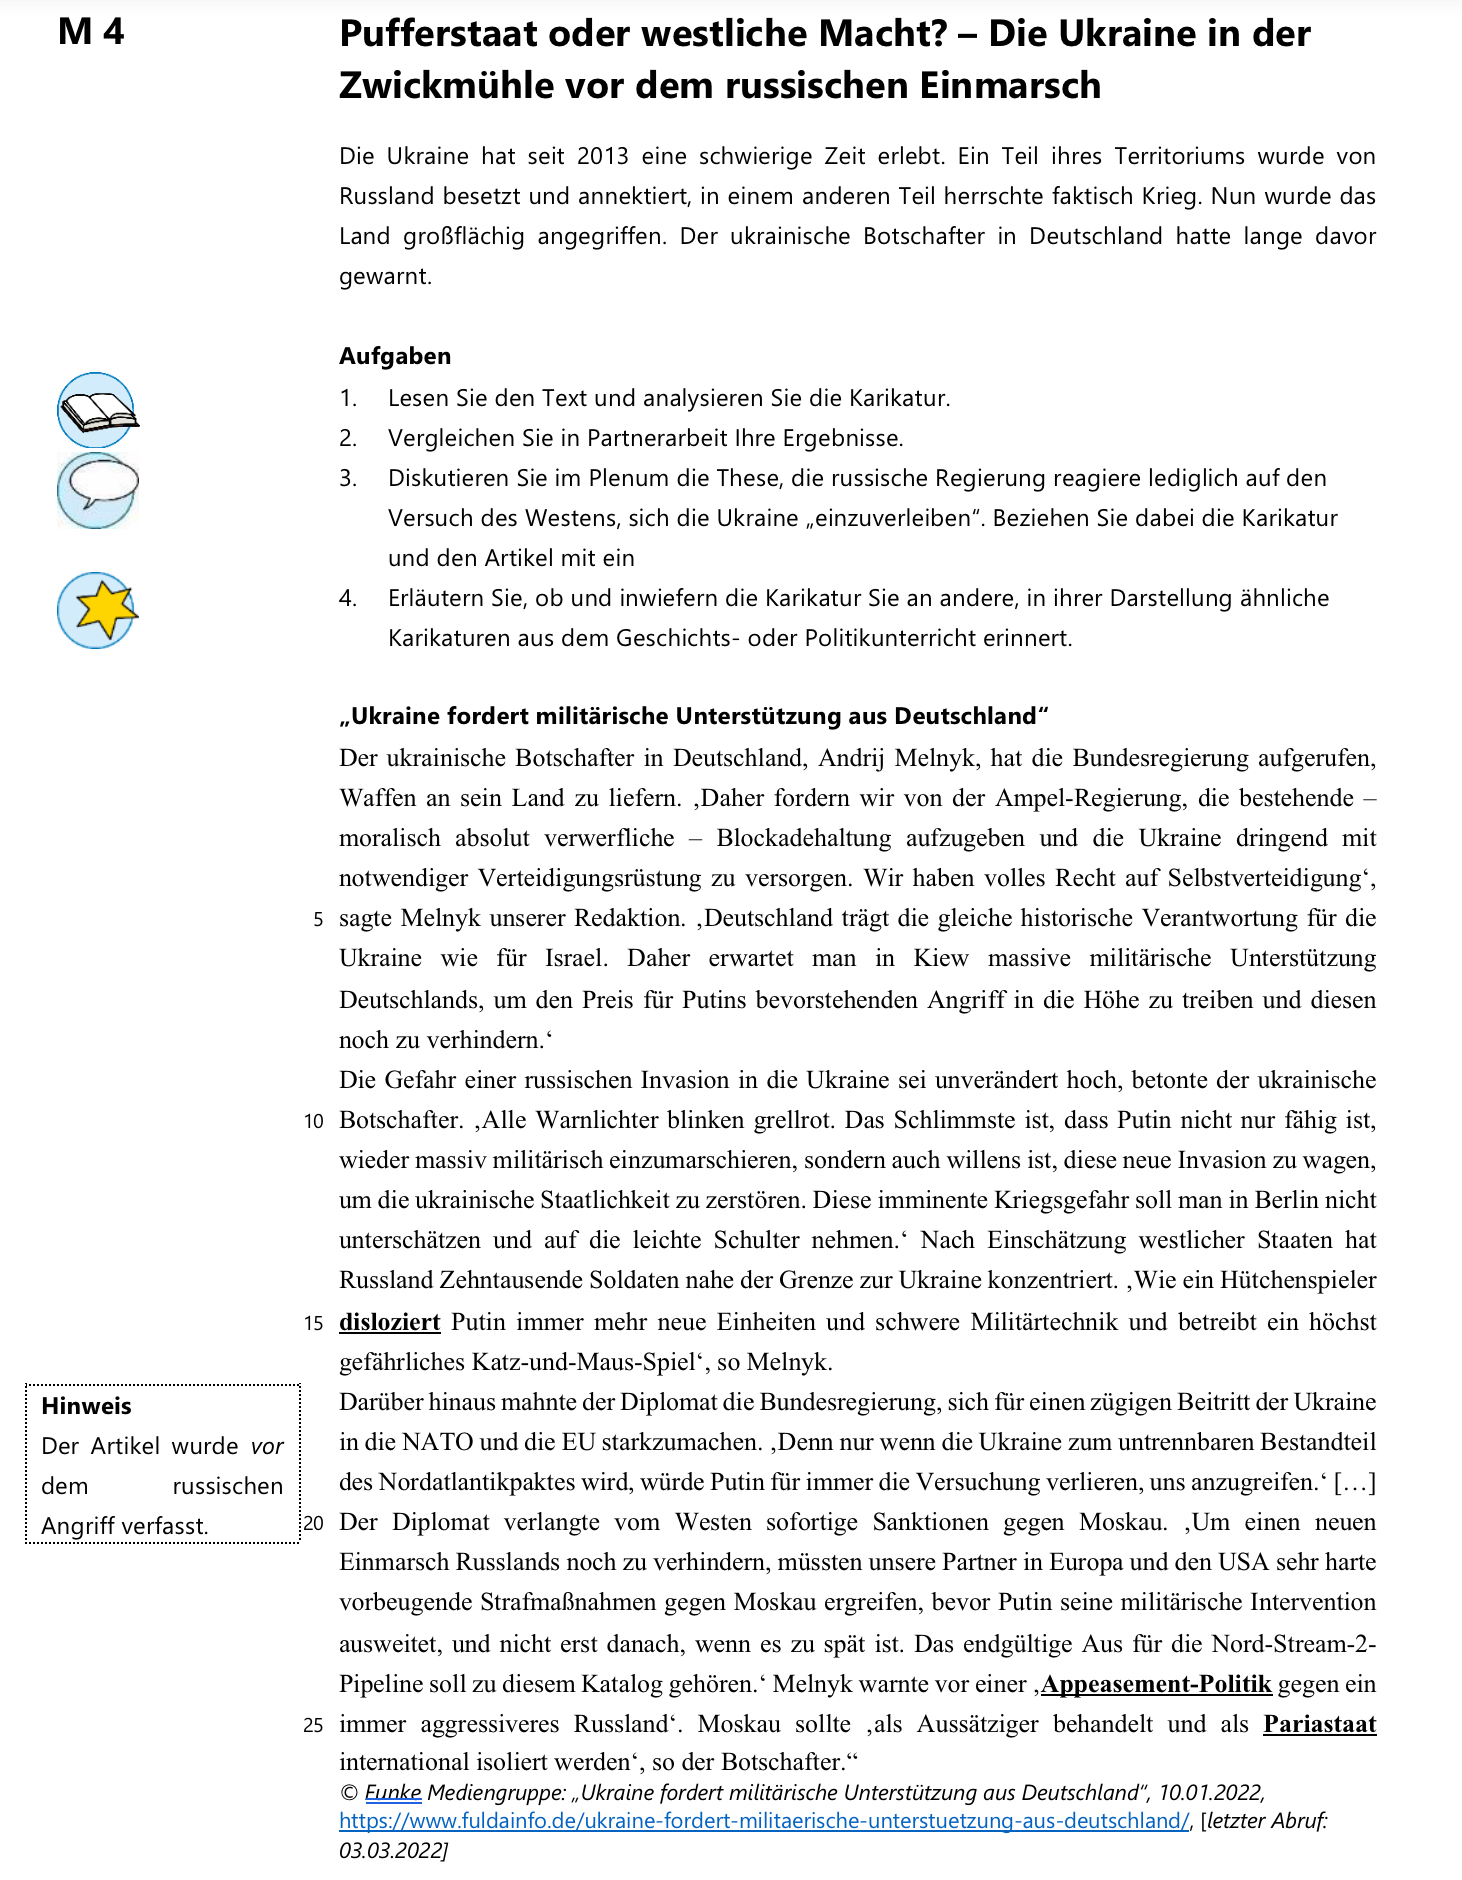 M 4
Pufferstaat oder westliche Macht? – Die Ukraine in der
Zwickmühle vor dem russischen Einmarsch
Die Ukraine hat seit 2013 eine schwierige Zeit erlebt. Ein Teil ihres Territoriums wurde von
Russland besetzt und annektiert, in einem anderen Teil herrschte faktisch Krieg. Nun wurde das
Land großflächig angegriffen. Der ukrainische Botschafter in Deutschland hatte lange davor
gewarnt.
Aufgaben
1. Lesen Sie den Text und analysieren Sie die Karikatur.
2. Vergleichen Sie in Partnerarbeit Ihre Ergebnisse.
3. Diskutieren Sie im Plenum die These, die russische Regierung reagiere lediglich auf den
Versuch des Westens, sich die Ukraine „einzuverleiben“. Beziehen Sie dabei die Karikatur
und den Artikel mit ein
4. Erläutern Sie, ob und inwiefern die Karikatur Sie an andere, in ihrer Darstellung ähnliche
Karikaturen aus dem Geschichts- oder Politikunterricht erinnert.
„Ukraine fordert militärische Unterstützung aus Deutschland“
Der ukrainische Botschafter in Deutschland, Andrij Melnyk, hat die Bundesregierung aufgerufen,
Waffen an sein Land zu liefern. ‚Daher fordern wir von der Ampel-Regierung, die bestehende –
moralisch absolut verwerfliche – Blockadehaltung aufzugeben und die Ukraine dringend mit
notwendiger Verteidigungsrüstung zu versorgen. Wir haben volles Recht auf Selbstverteidigung‘,
5 sagte Melnyk unserer Redaktion. ‚Deutschland trägt die gleiche historische Verantwortung für die
Ukraine wie für Israel. Daher erwartet man in Kiew massive militärische Unterstützung
Deutschlands, um den Preis für Putins bevorstehenden Angriff in die Höhe zu treiben und diesen
noch zu verhindern.‘
Die Gefahr einer russischen Invasion in die Ukraine sei unverändert hoch, betonte der ukrainische
10 Botschafter. ‚Alle Warnlichter blinken grellrot. Das Schlimmste ist, dass Putin nicht nur fähig ist,
wieder massiv militärisch einzumarschieren, sondern auch willens ist, diese neue Invasion zu wagen,
um die ukrainische Staatlichkeit zu zerstören. Diese imminente Kriegsgefahr soll man in Berlin nicht
unterschätzen und auf die leichte Schulter nehmen.‘ Nach Einschätzung westlicher Staaten hat
Russland Zehntausende Soldaten nahe der Grenze zur Ukraine konzentriert. ‚Wie ein Hütchenspieler
15 disloziert Putin immer mehr neue Einheiten und schwere Militärtechnik und betreibt ein höchst
gefährliches Katz-und-Maus-Spiel‘, so Melnyk.
Darüber hinaus mahnte der Diplomat die Bundesregierung, sich für einen zügigen Beitritt der Ukraine
in die NATO und die EU starkzumachen. ‚Denn nur wenn die Ukraine zum untrennbaren Bestandteil
des Nordatlantikpaktes wird, würde Putin für immer die Versuchung verlieren, uns anzugreifen.‘ […]
20 Der Diplomat verlangte vom Westen sofortige Sanktionen gegen Moskau. ‚Um einen neuen
Einmarsch Russlands noch zu verhindern, müssten unsere Partner in Europa und den USA sehr harte
vorbeugende Strafmaßnahmen gegen Moskau ergreifen, bevor Putin seine militärische Intervention
ausweitet, und nicht erst danach, wenn es zu spät ist. Das endgültige Aus für die Nord-Stream-2-
Pipeline soll zu diesem Katalog gehören.‘ Melnyk warnte vor einer ‚Appeasement-Politik gegen ein
25 immer aggressiveres Russland‘. Moskau sollte ‚als Aussätziger behandelt und als Pariastaat
international isoliert werden‘, so der Botschafter.“
© Funke Mediengruppe: „Ukraine fordert militärische Unterstützung aus Deutschland“, 10.01.2022,
https://www.fuldainfo.de/ukraine-fordert-militaerische-unterstuetzung-aus-deutschland/, [letzter Abruf:
03.03.2022]
Hinweis
Der Artikel wurde vor
dem russischen
Angriff verfasst.